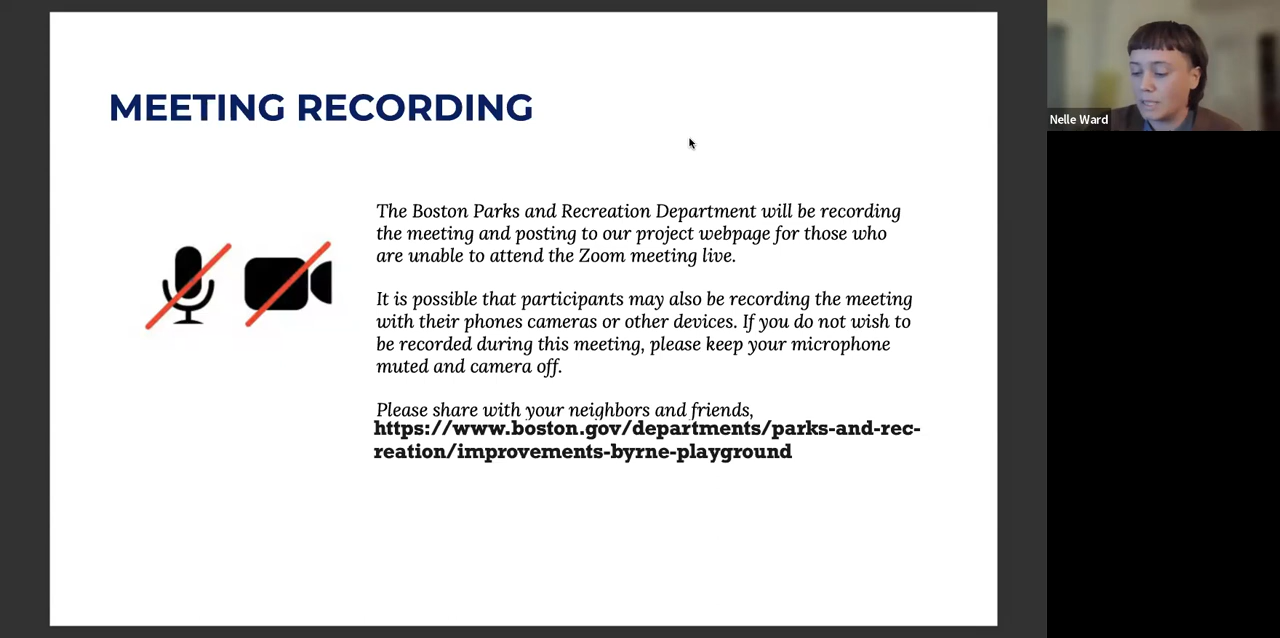 MEETING RECORDING
The Boston Parks and Recreation Department will be recording
the meeting and posting to our project webpage for those who
are unable to attend the Zoom meeting live.
It is possible that participants may also be recording the meeting
with their phones cameras or other devices. If you do not wish to
be recorded during this meeting, please keep your microphone
muted and camera off.
Please share with your neighbors and friends,
https://www.boston.gov/departments/parks-and-rec-
reation/improvements-byrne-playground
Nelle Ward